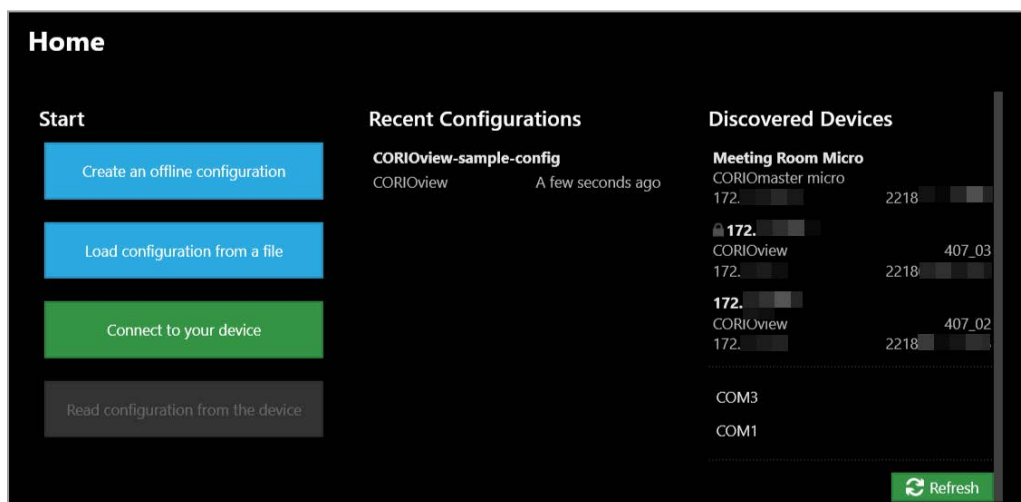 Home
Start
Create an offline configuration
Load configuration from a file
Connect to your device
Read configuration from the device
Recent Configurations
CORIOview-sample-config
CORIOview A few seconds ago
Discovered Devices
Meeting Room Micro
CORIOmaster micro
172. 2218
172.
CORIOview 407_03
172. 2218
172.
CORIOview 407_02
172. 2218
COM3
COM1
Refresh